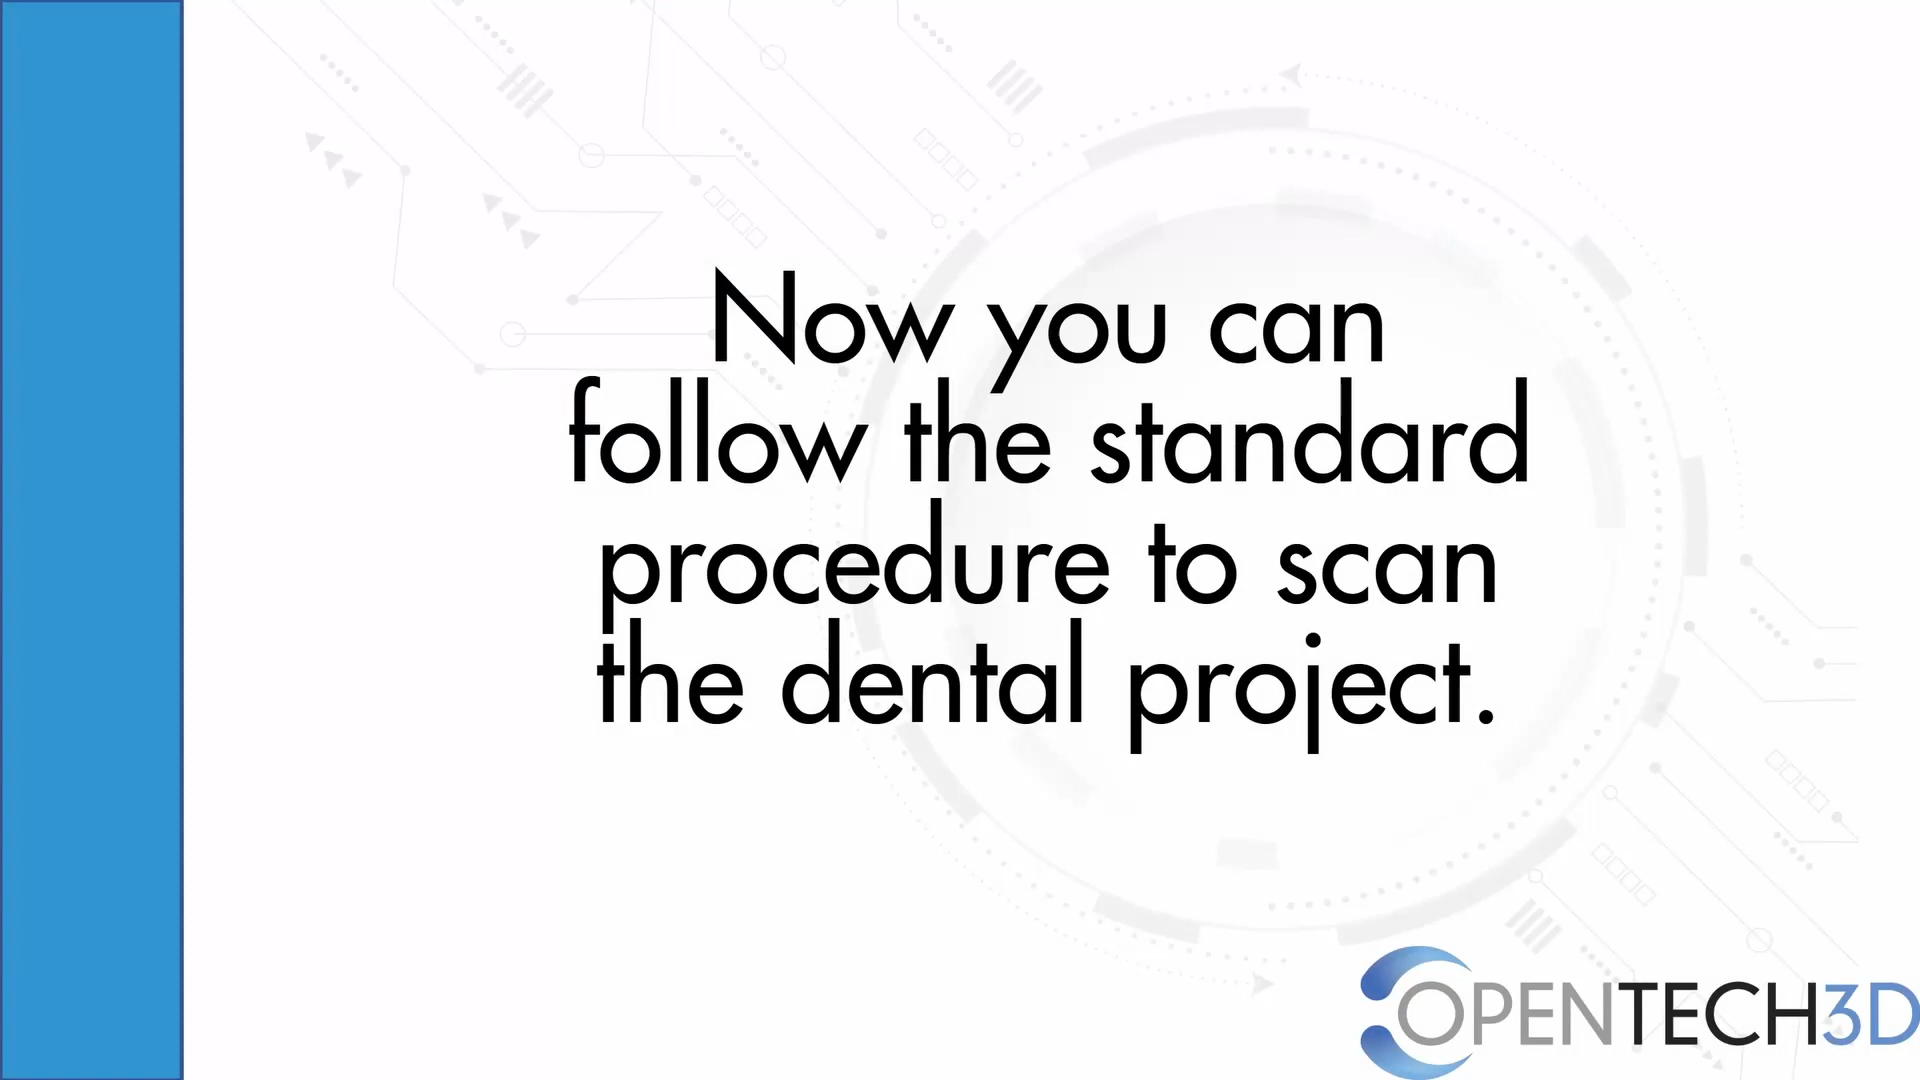 Now you can
follow the standard
procedure to scan
the dental project.
OPENTECH3D